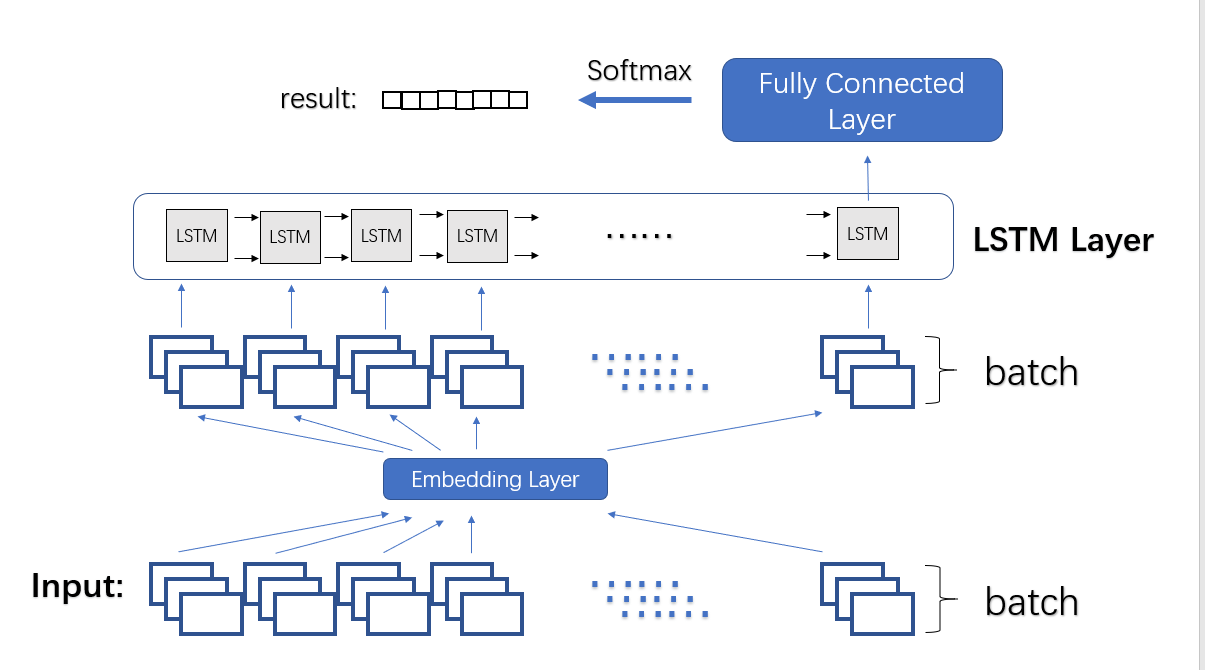 Softmax
Fully Connected
Layer
result:
LSTM
LSTM
LSTM
LSTM
......
LSTM
LSTM Layer
batch
Embedding Layer
Input:
batch